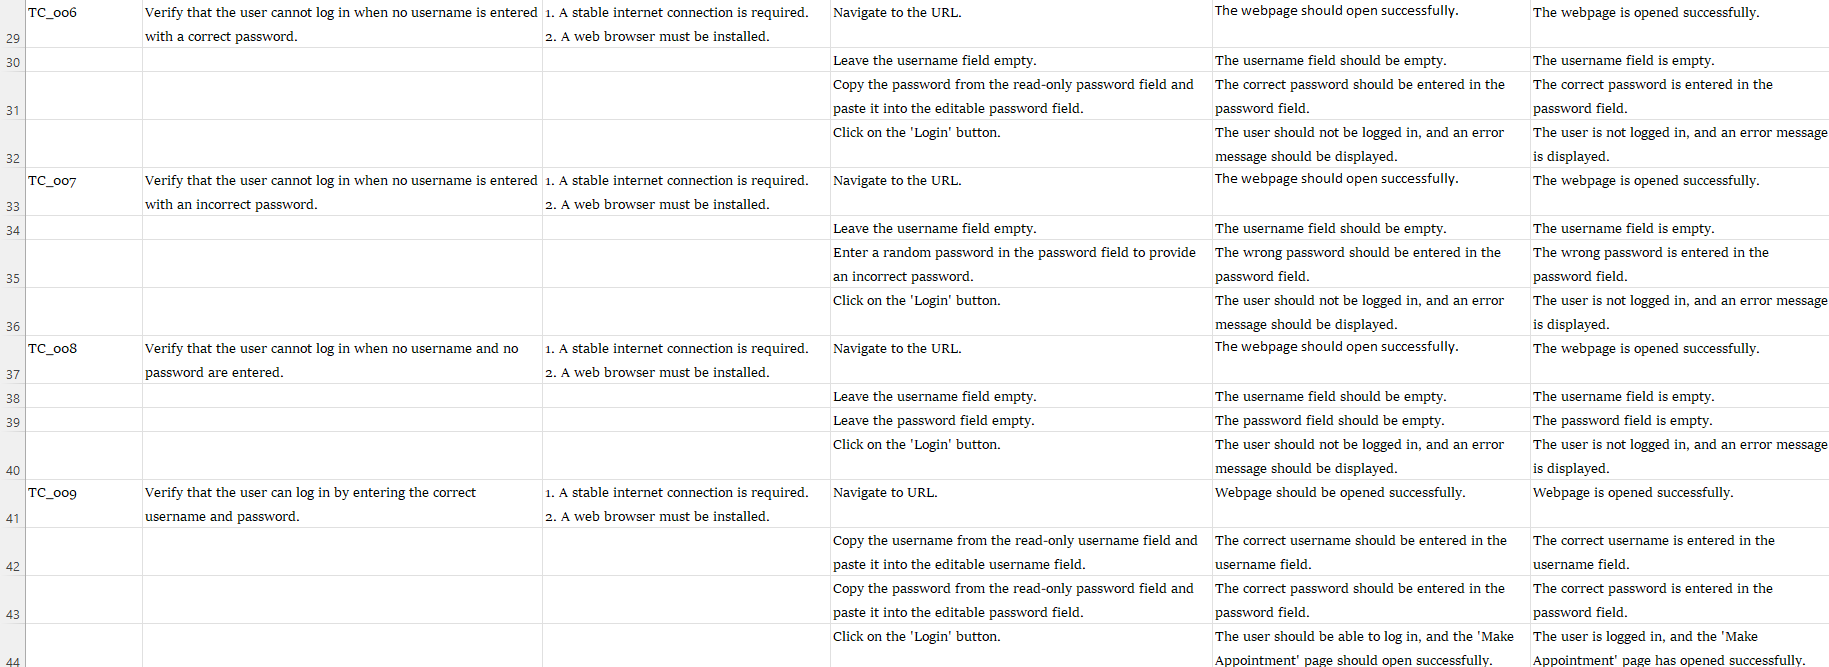 TC_006 Verify that the user cannot log in when no username is entered 1. A stable internet connection is required. Navigate to the URL. The webpage should open successfully. The webpage is opened successfully.
29 with a correct password. 2. A web browser must be installed.
30 Leave the username field empty. The username field should be empty. The username field is empty.
Copy the password from the read-only password field and The correct password should be entered in the The correct password is entered in the
31 paste it into the editable password field. password field. password field.
Click on the 'Login' button. The user should not be logged in, and an error The user is not logged in, and an error message
32 message should be displayed. is displayed.
TC_007 Verify that the user cannot log in when no username is entered 1. A stable internet connection is required. Navigate to the URL. The webpage should open successfully. The webpage is opened successfully.
33 with an incorrect password. 2. A web browser must be installed.
34 Leave the username field empty. The username field should be empty. The username field is empty.
Enter a random password in the password field to provide The wrong password should be entered in the The wrong password is entered in the
35 an incorrect password. password field. password field.
Click on the 'Login' button. The user should not be logged in, and an error The user is not logged in, and an error message
36 message should be displayed. is displayed.
TC_008 Verify that the user cannot log in when no username and no 1. A stable internet connection is required. Navigate to the URL. The webpage should open successfully. The webpage is opened successfully.
37 password are entered. 2. A web browser must be installed.
38 Leave the username field empty. The username field should be empty. The username field is empty.
39 Leave the password field empty. The password field should be empty. The password field is empty.
Click on the 'Login' button. The user should not be logged in, and an error The user is not logged in, and an error message
40 message should be displayed. is displayed.
TC_009 Verify that the user can log in by entering the correct 1. A stable internet connection is required. Navigate to URL. Webpage should be opened successfully. Webpage is opened successfully.
41 username and password. 2. A web browser must be installed.
Copy the username from the read-only username field and The correct username should be entered in the The correct username is entered in the
42 paste it into the editable username field. username field. username field.
Copy the password from the read-only password field and The correct password should be entered in the The correct password is entered in the
43 paste it into the editable password field. password field. password field.
Click on the 'Login' button. The user should be able to log in, and the 'Make The user is logged in, and the 'Make
44 Appointment' page should open successfully. Appointment' page has opened successfully.